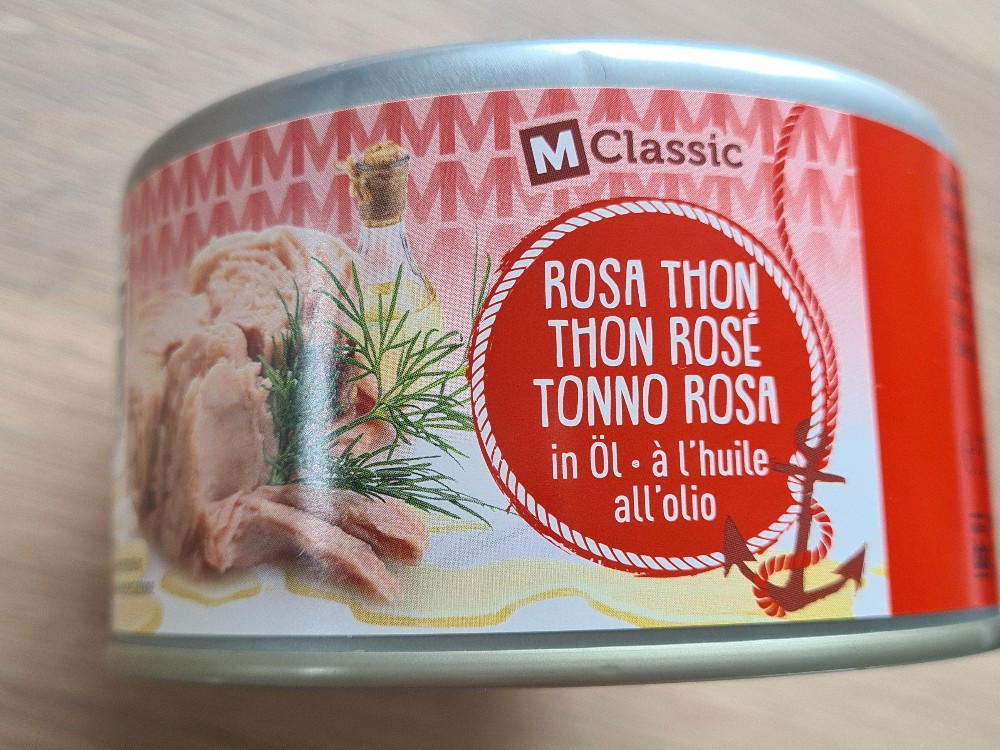 M Classic
ROSA THON
THON ROSÉ
TONNO ROSA
in Öl • à l'huile
all'olio